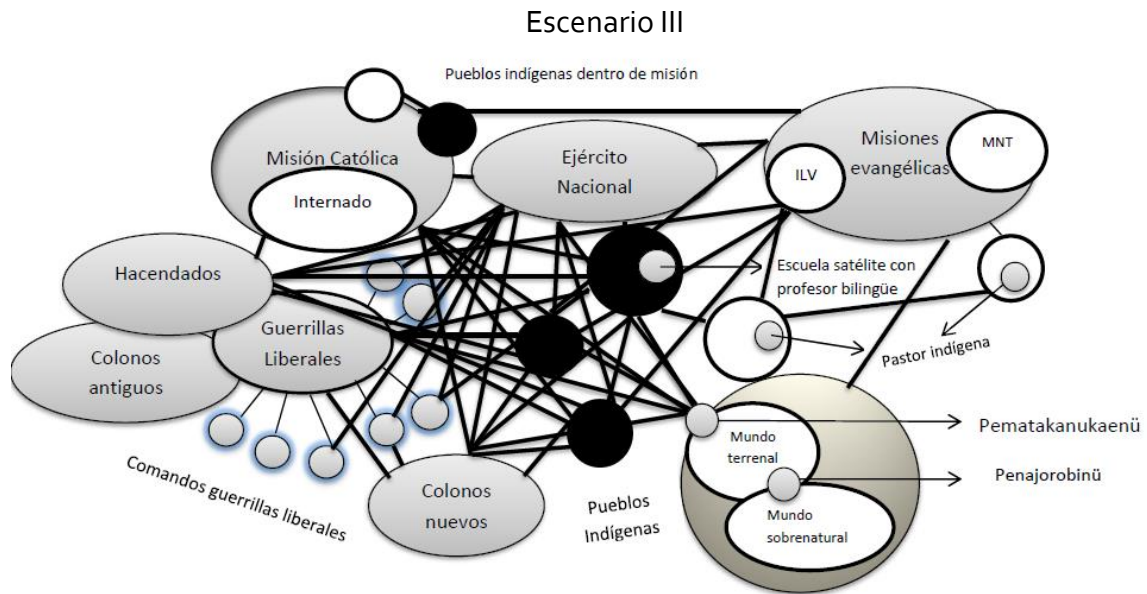 Escenario III
Pueblos indígenas dentro de misión
Misión Católica
Internado
Ejército
Nacional
Misiones
evangélicas
MNT
ILV
Hacendados
Guerrillas
Liberales
Colonos
antiguos
Escuela satélite con
profesor bilingüe
Pastor indígena
Comandos guerrillas liberales
Colonos
nuevos
Pueblos
Indígenas
Mundo
terrenal
Mundo
sobrenatural
Pematakanukaenü
Penajorobinü